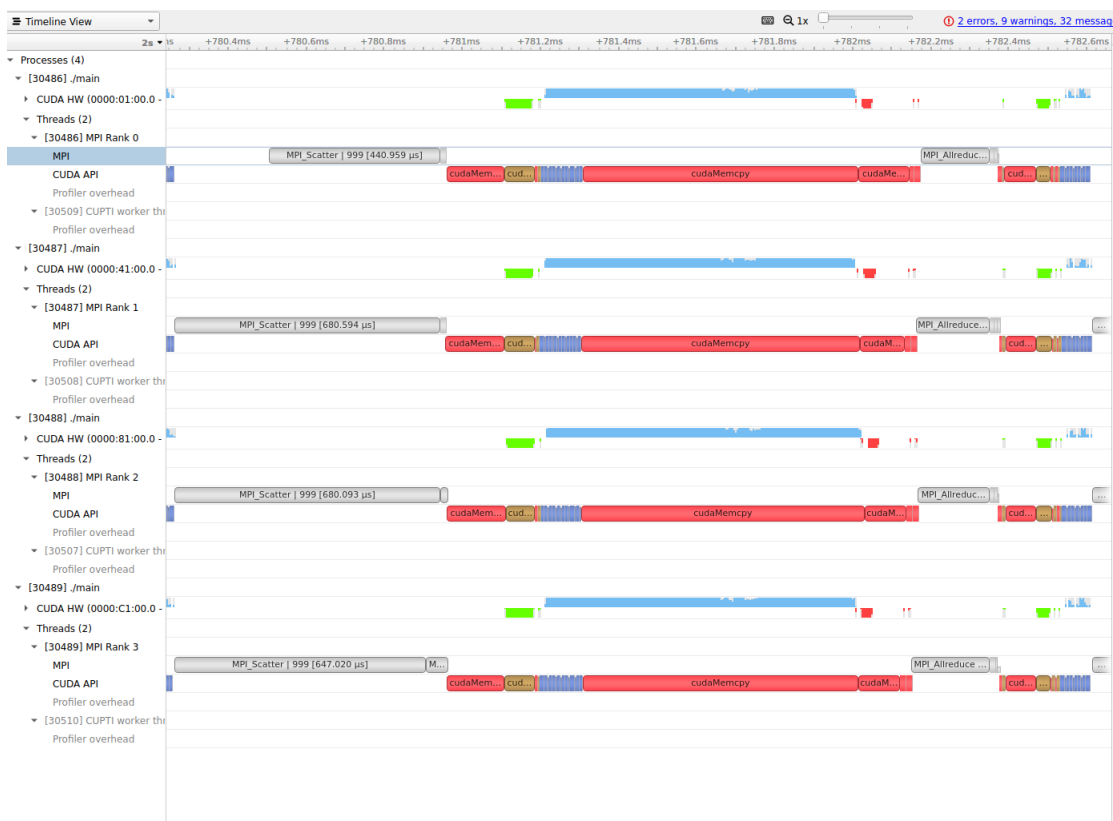 Timeline View
1x
2 errors, 9 warnings, 32 messag
2s
+780.4ms +780.6ms +780.8ms +781ms +781.2ms +781.4ms +781.6ms +781.8ms +782ms +782.2ms +782.4ms +782.6ms
Processes (4)
[30486] ./main
CUDA HW (0000:01:00.0 -
Threads (2)
[30486] MPI Rank 0
MPI MPI_Scatter | 999 [440.959 μs] MPI_Allreduc...
CUDA API cudaMem... cud... cudaMemcpy cudaMe... cud... ...
Profiler overhead
[30509] CUPTI worker thr
Profiler overhead
[30487] ./main
CUDA HW (0000:41:00.0 -
Threads (2)
[30487] MPI Rank 1
MPI MPI_Scatter | 999 [680.594 μs] MPI_Allreduce... ...
CUDA API cudaMem... cud... cudaMemcpy cudaM... cud... ...
Profiler overhead
[30508] CUPTI worker thr
Profiler overhead
[30488] ./main
CUDA HW (0000:81:00.0 -
Threads (2)
[30488] MPI Rank 2
MPI MPI_Scatter | 999 [680.093 μs] MPI_Allreduc... ...
CUDA API cudaMem... cud... cudaMemcpy cudaM... cud... ...
Profiler overhead
[30507] CUPTI worker thr
Profiler overhead
[30489] ./main
CUDA HW (0000:C1:00.0 -
Threads (2)
[30489] MPI Rank 3
MPI MPI_Scatter | 999 [647.020 μs] M... MPI_Allreduce ... ...
CUDA API cudaMem... cud... cudaMemcpy cudaM... cud... ...
Profiler overhead
[30510] CUPTI worker thr
Profiler overhead